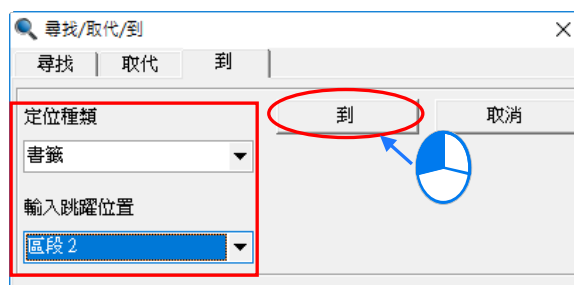 尋找/取代/到
尋找 取代 到
定位種類
書籤
輸入跳躍位置
區段 2
到 取消